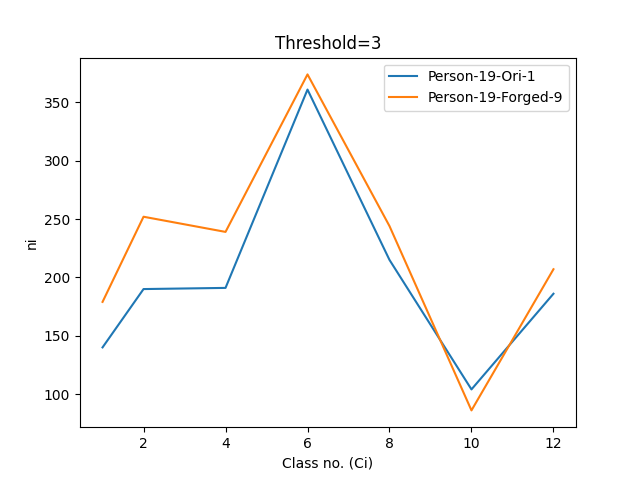 Threshold=3
Person-19-Ori-1
Person-19-Forged-9
350
300
250
200
150
100
ni
2 4 6 8 10 12
Class no. (Ci)